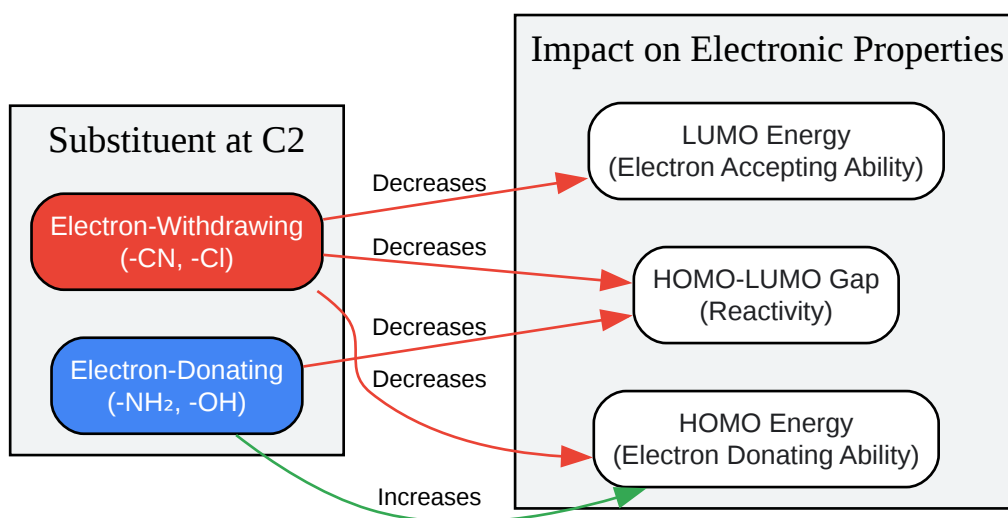 Impact on Electronic Properties
Substituent at C2
LUMO Energy
(Electron Accepting Ability)
Decreases
Electron-Withdrawing
(-CN, -Cl)
Decreases
HOMO-LUMO Gap
(Reactivity)
Decreases
Electron-Donating
(-NH₂, -OH)
Decreases
HOMO Energy
(Electron Donating Ability)
Increases